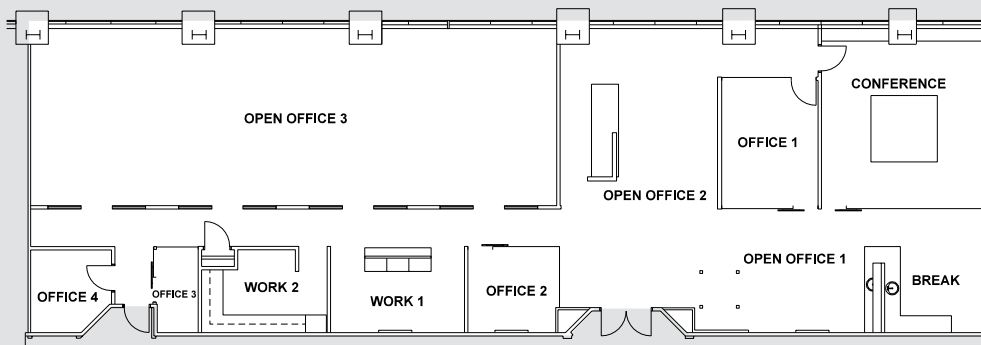 CONFERENCE
OPEN OFFICE 3
OFFICE 1
OPEN OFFICE 2
OPEN OFFICE 1
BREAK
OFFICE 4
OFFICE 3
WORK 2
WORK 1
OFFICE 2